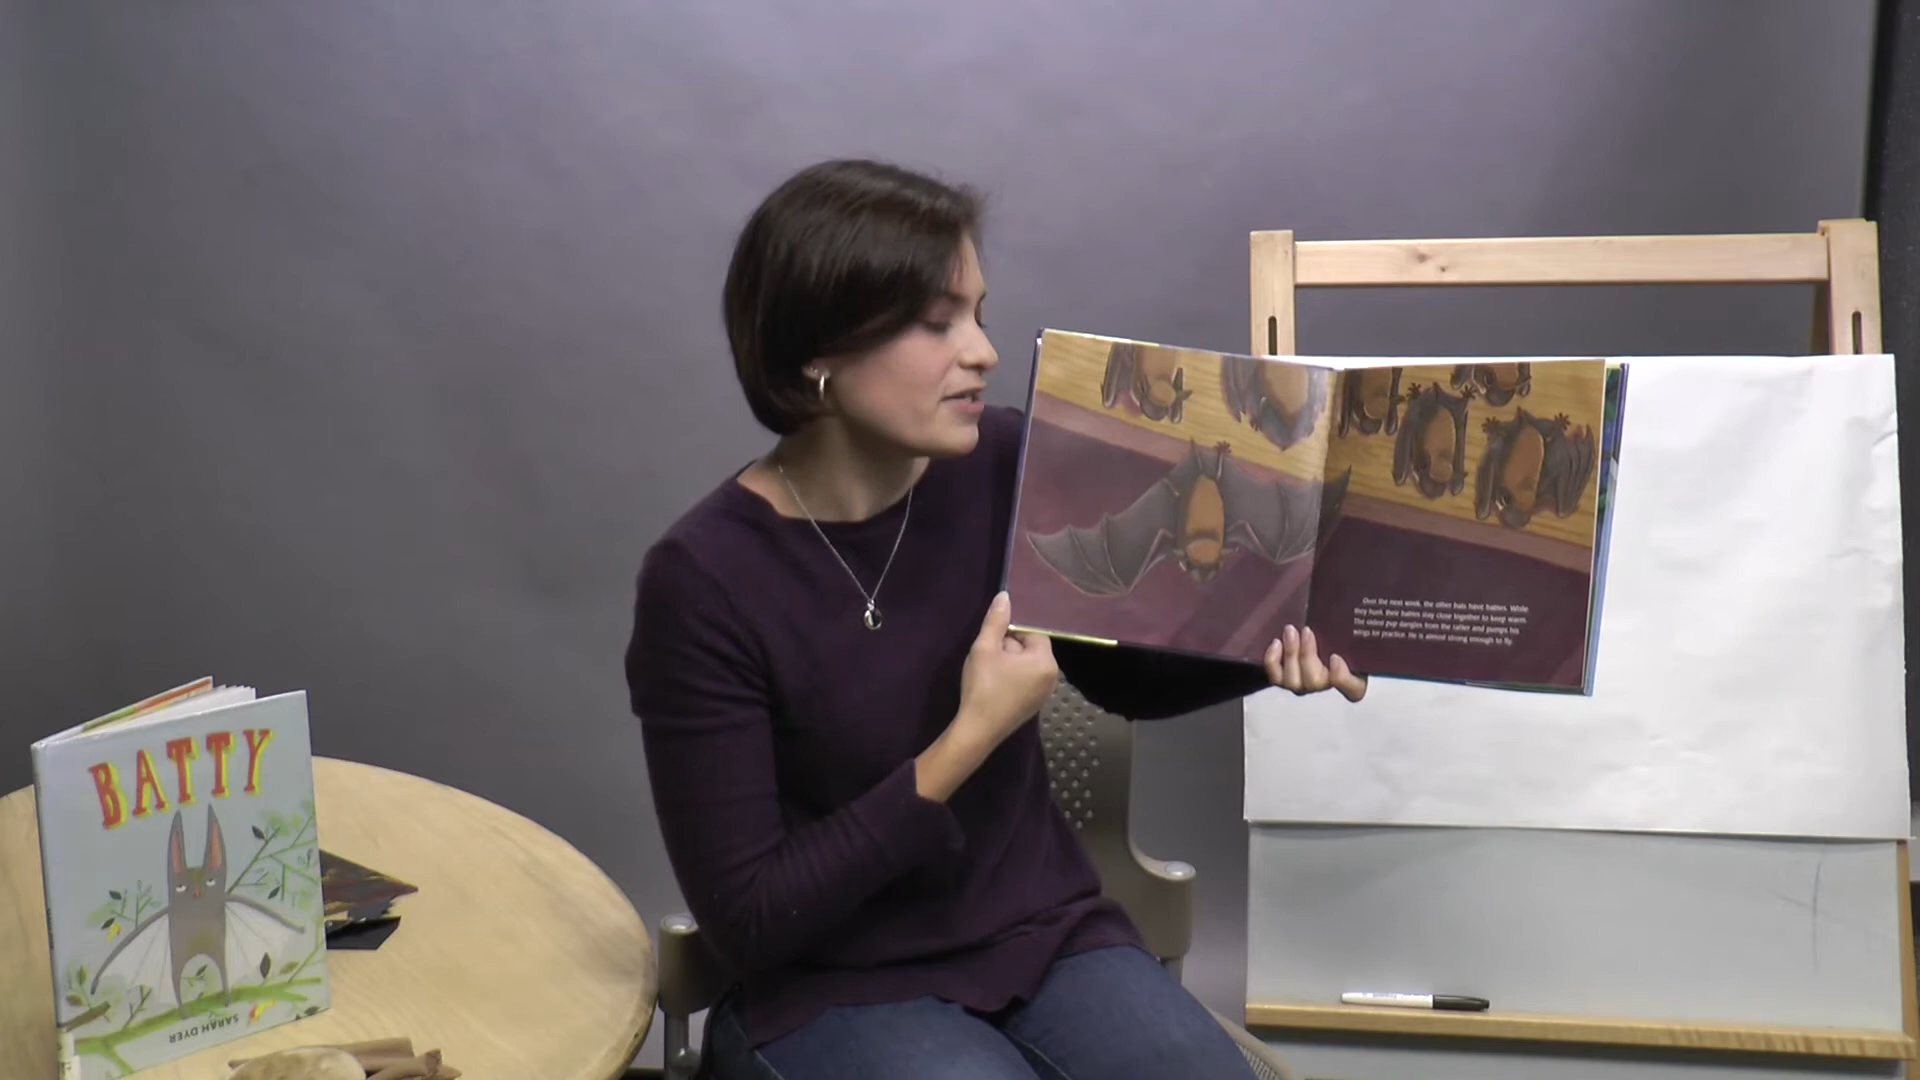 BATTY
SARAH DYER
Over the next week, the other bats have babies. While
they hunt, their babies stay close together to keep warm.
The oldest pup dangles from the rafter and pumps his
wings for practice. He is almost strong enough to fly.